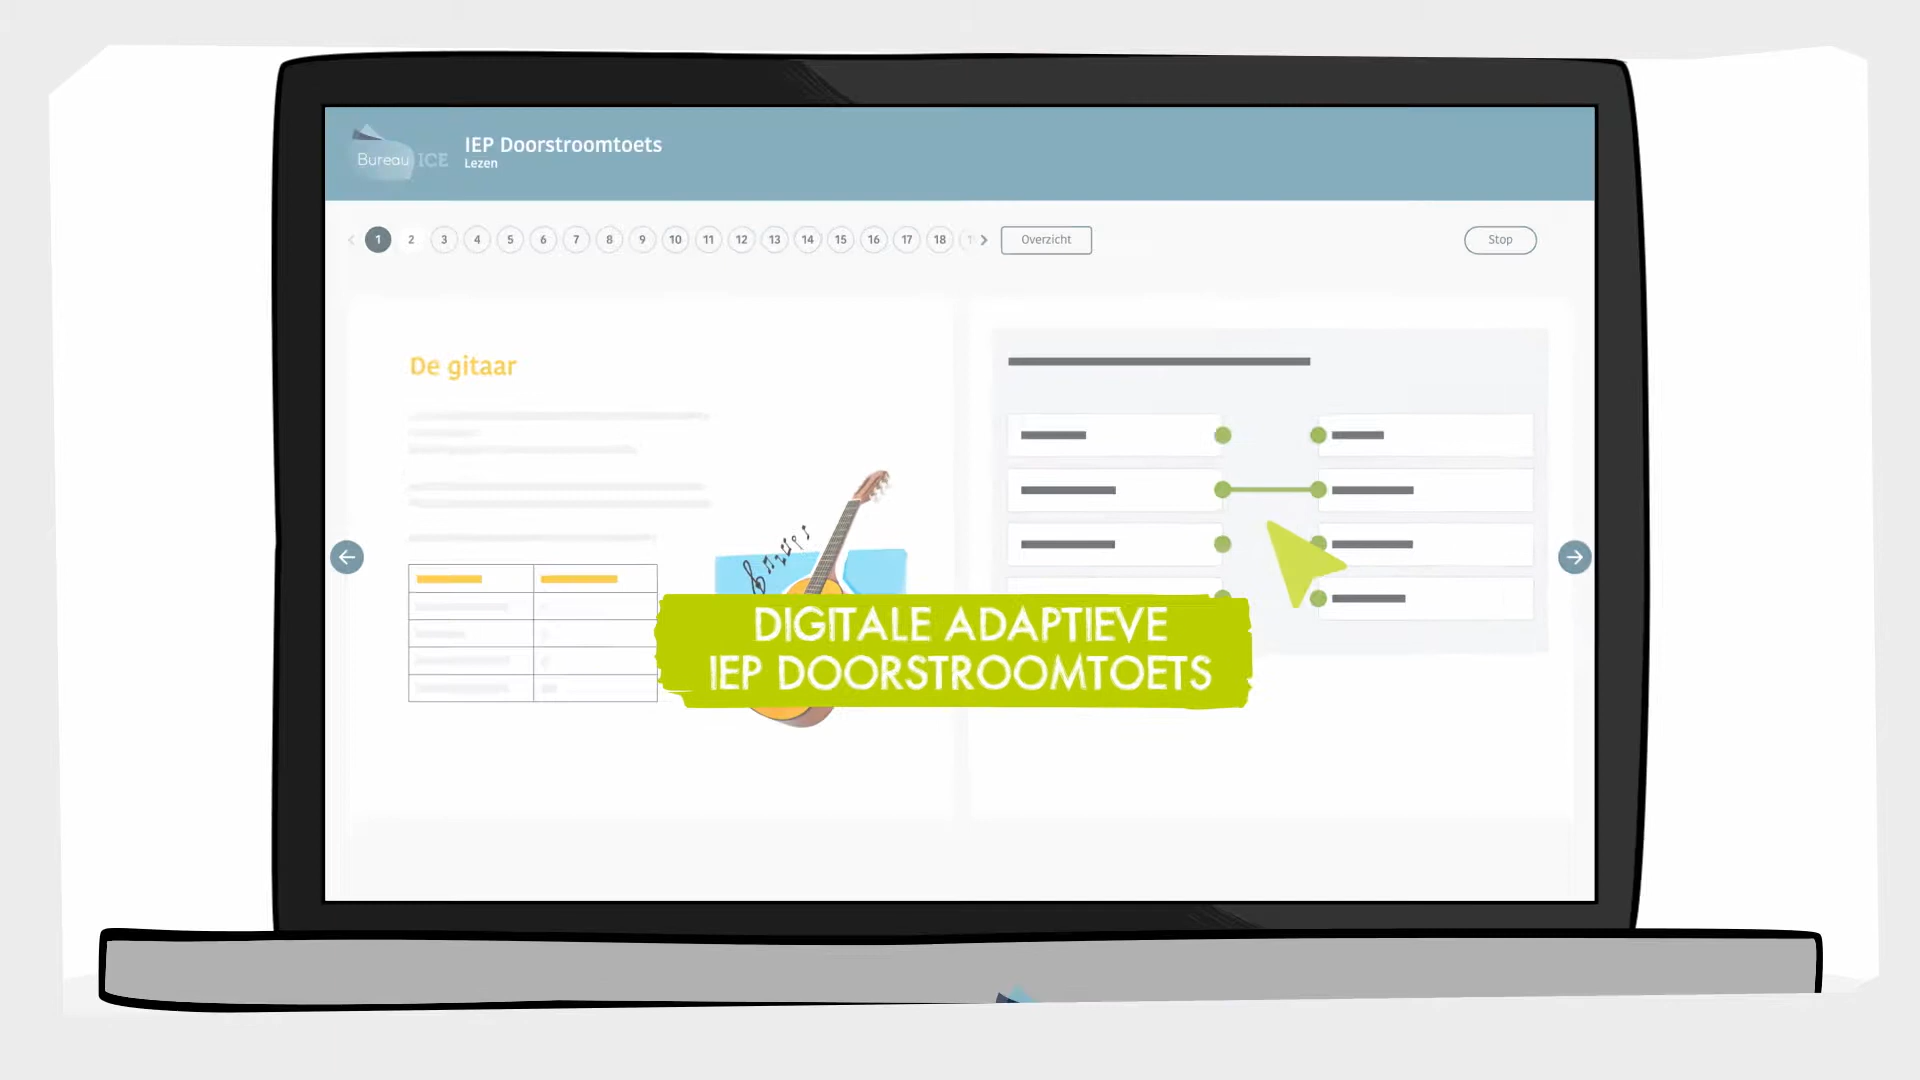 Bureau ICE
IEP Doorstroomtoets
Lezen
1 2 3 4 5 6 7 8 9 10 11 12 13 14 15 16 17 18
Overzicht
Stop
De gitaar
DIGITALE ADAPTIEVE
IEP DOORSTROOMTOETS